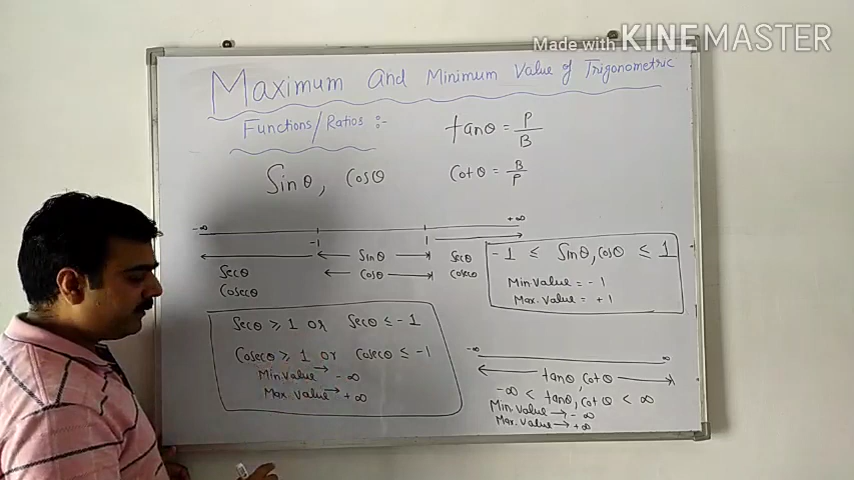 Made with KINEMASTER
Maximum and Minimum Value of Trigonometric
Functions/Ratios :-
tanθ = P/B
Sinθ, Cosθ
Cotθ = B/P
-∞ +∞
-1 1
Sinθ
Cosθ
Secθ
Cosecθ
Secθ
Cosecθ
-1 ≤ Sinθ, Cosθ ≤ 1
Min. Value = -1
Max. Value = +1
Secθ ≥ 1 or Secθ ≤ -1
Cosecθ ≥ 1 or Cosecθ ≤ -1
Min. Value → -∞
Max. Value → +∞
-∞ ∞
tanθ, Cotθ
-∞ < tanθ, Cotθ < ∞
Min. Value → -∞
Max. Value → +∞